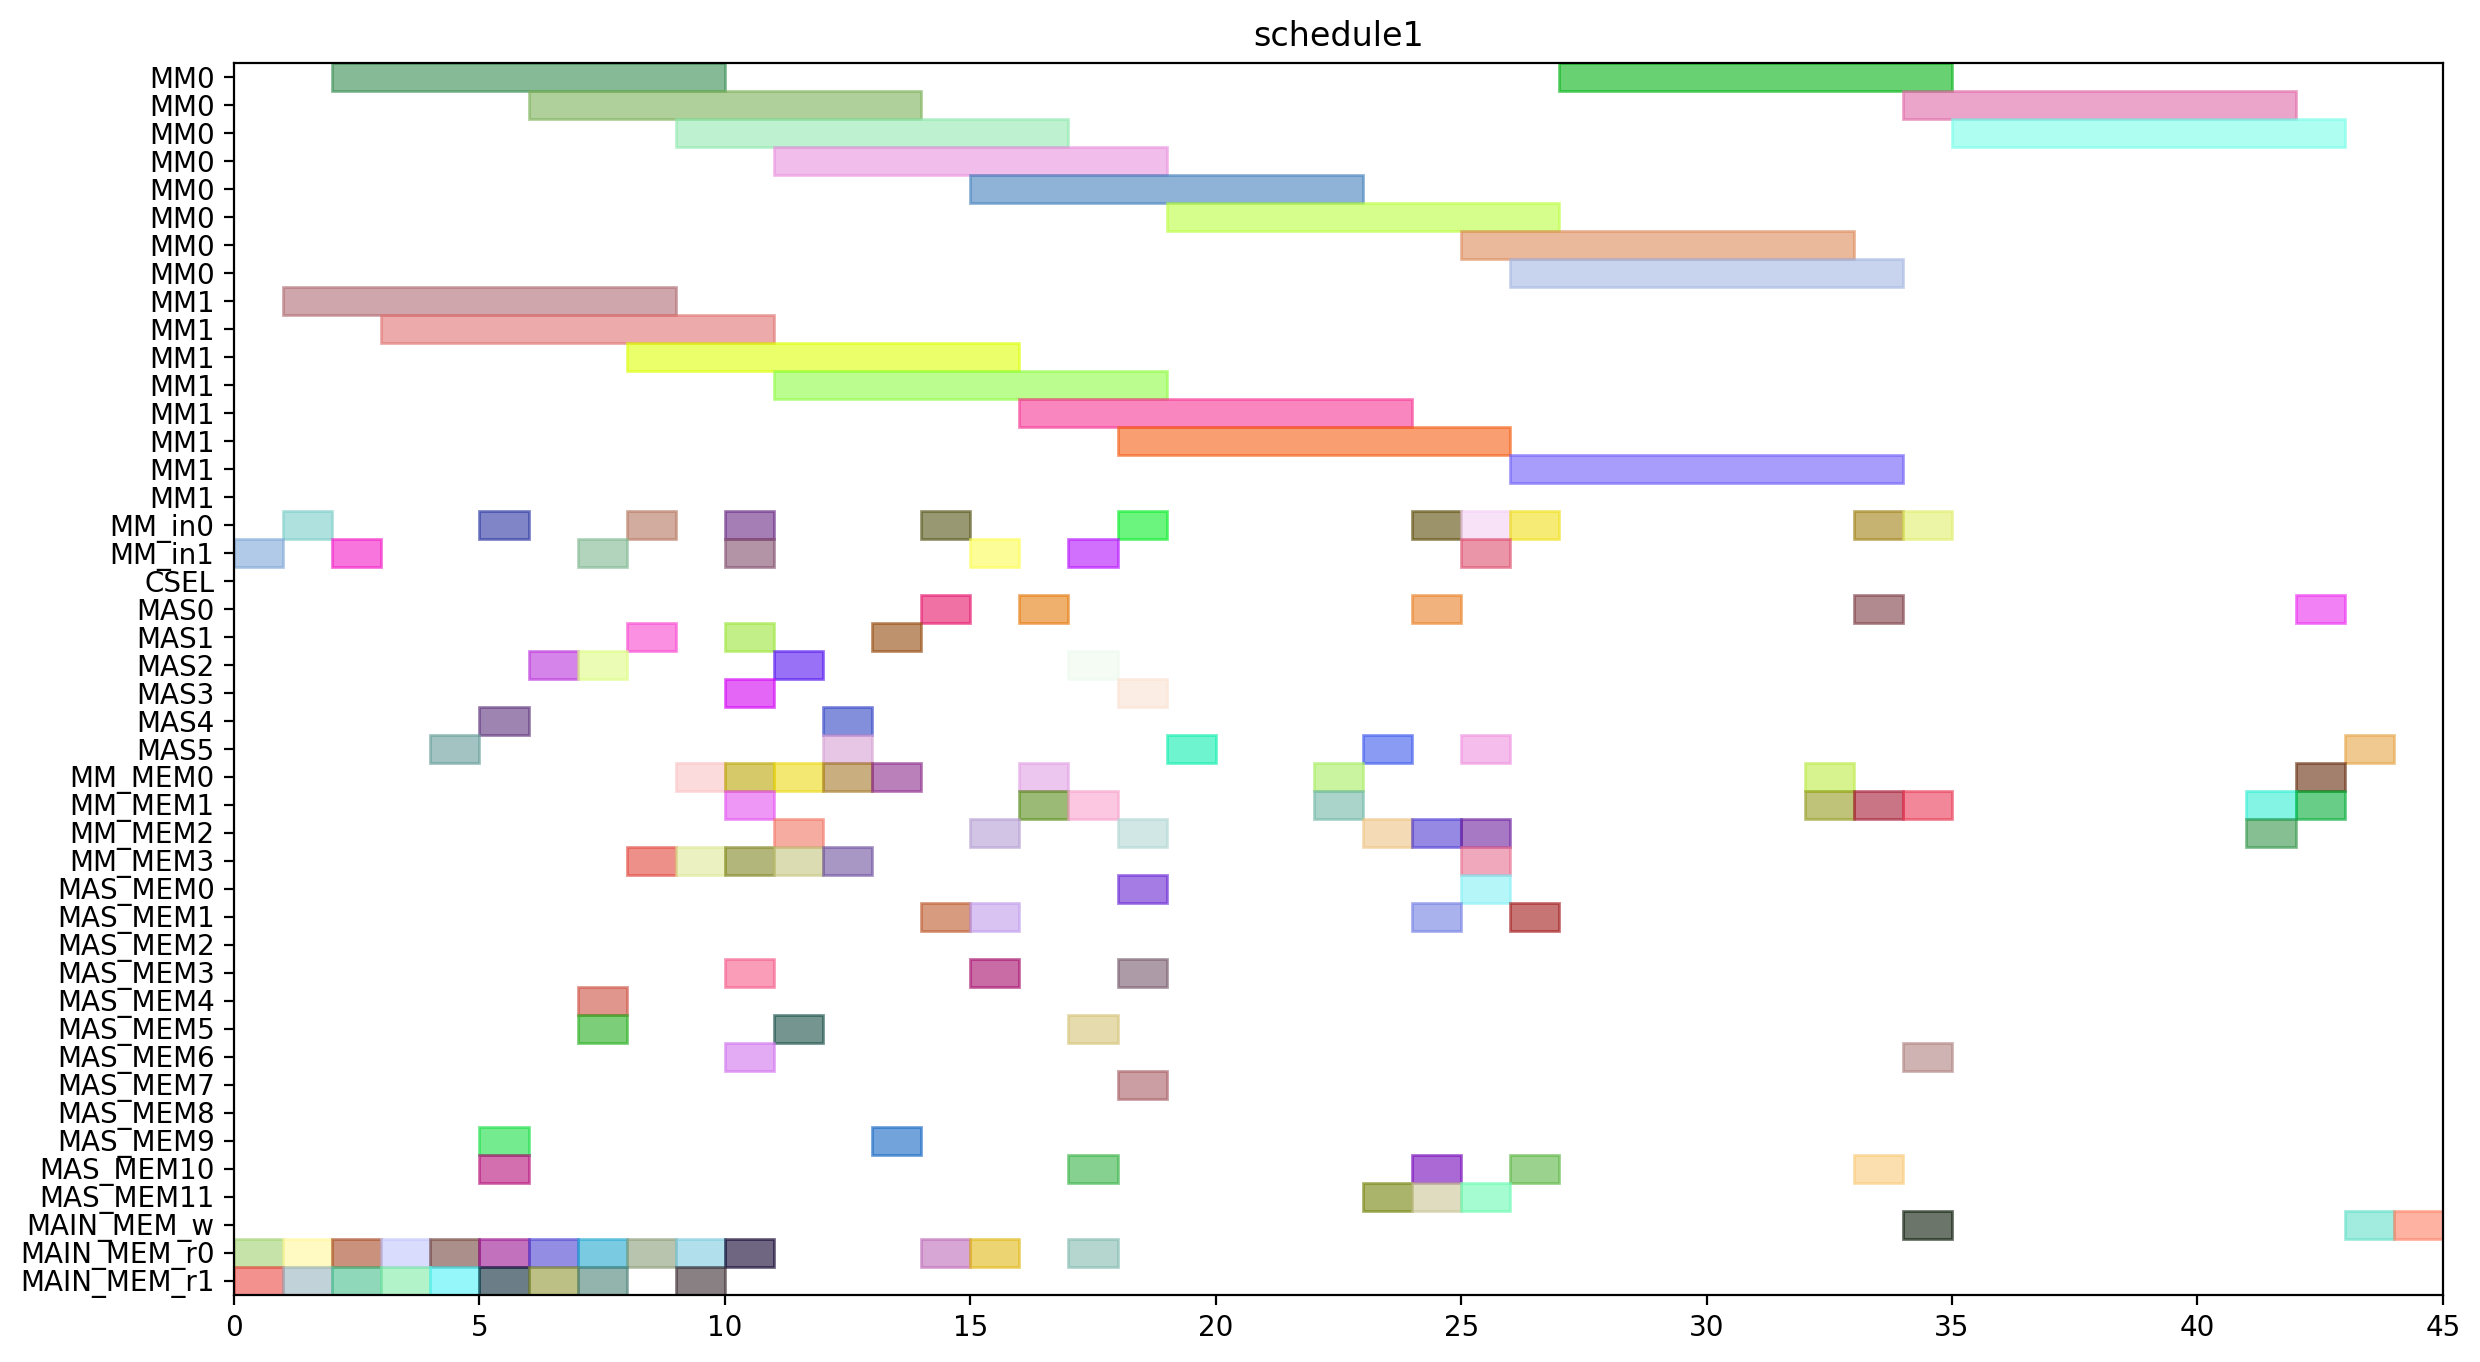 schedule1
MM0
MM0
MM0
MM0
MM0
MM0
MM0
MM0
MM1
MM1
MM1
MM1
MM1
MM1
MM1
MM1
MM_in0
MM_in1
CSEL
MAS0
MAS1
MAS2
MAS3
MAS4
MAS5
MM_MEM0
MM_MEM1
MM_MEM2
MM_MEM3
MAS_MEM0
MAS_MEM1
MAS_MEM2
MAS_MEM3
MAS_MEM4
MAS_MEM5
MAS_MEM6
MAS_MEM7
MAS_MEM8
MAS_MEM9
MAS_MEM10
MAS_MEM11
MAIN_MEM_w
MAIN_MEM_r0
MAIN_MEM_r1
0 5 10 15 20 25 30 35 40 45